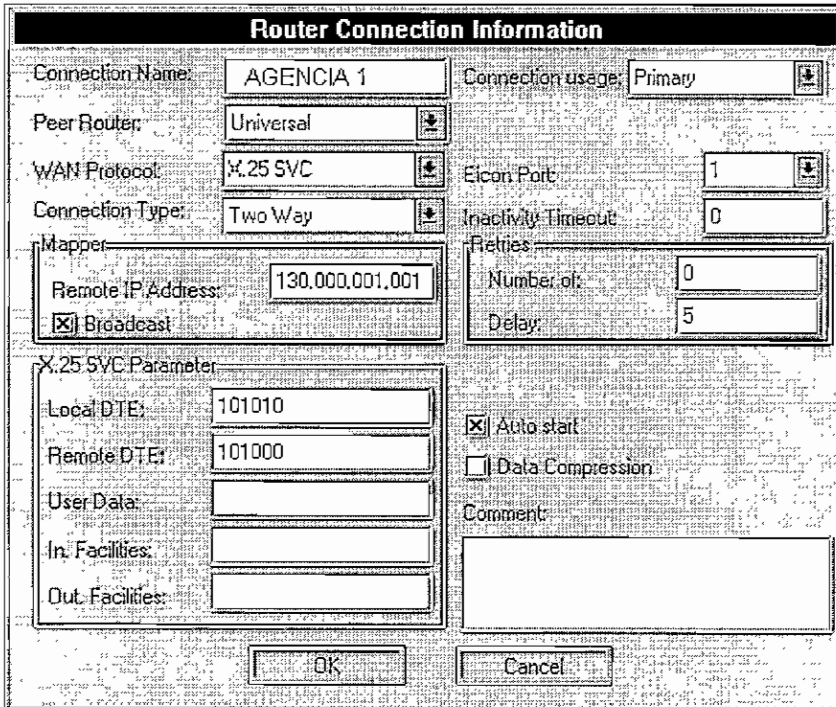 Router Connection Information
Connection Name: AGENCIA 1
Connection usage: Primary
Peer Router: Universal
WAN Protocol: X.25 SVC
Eicon Port: 1
Connection Type: Two Way
Inactivity Timeout: 0
Mapper
Retries
Remote IP Address: 130.000.001.001
Number of: 0
Broadcast
Delay: 5
X.25 SVC Parameter
Local DTE: 101010
Auto start
Remote DTE: 101000
Data Compression
User Data:
Comment:
In. Facilities:
Out. Facilities:
OK
Cancel